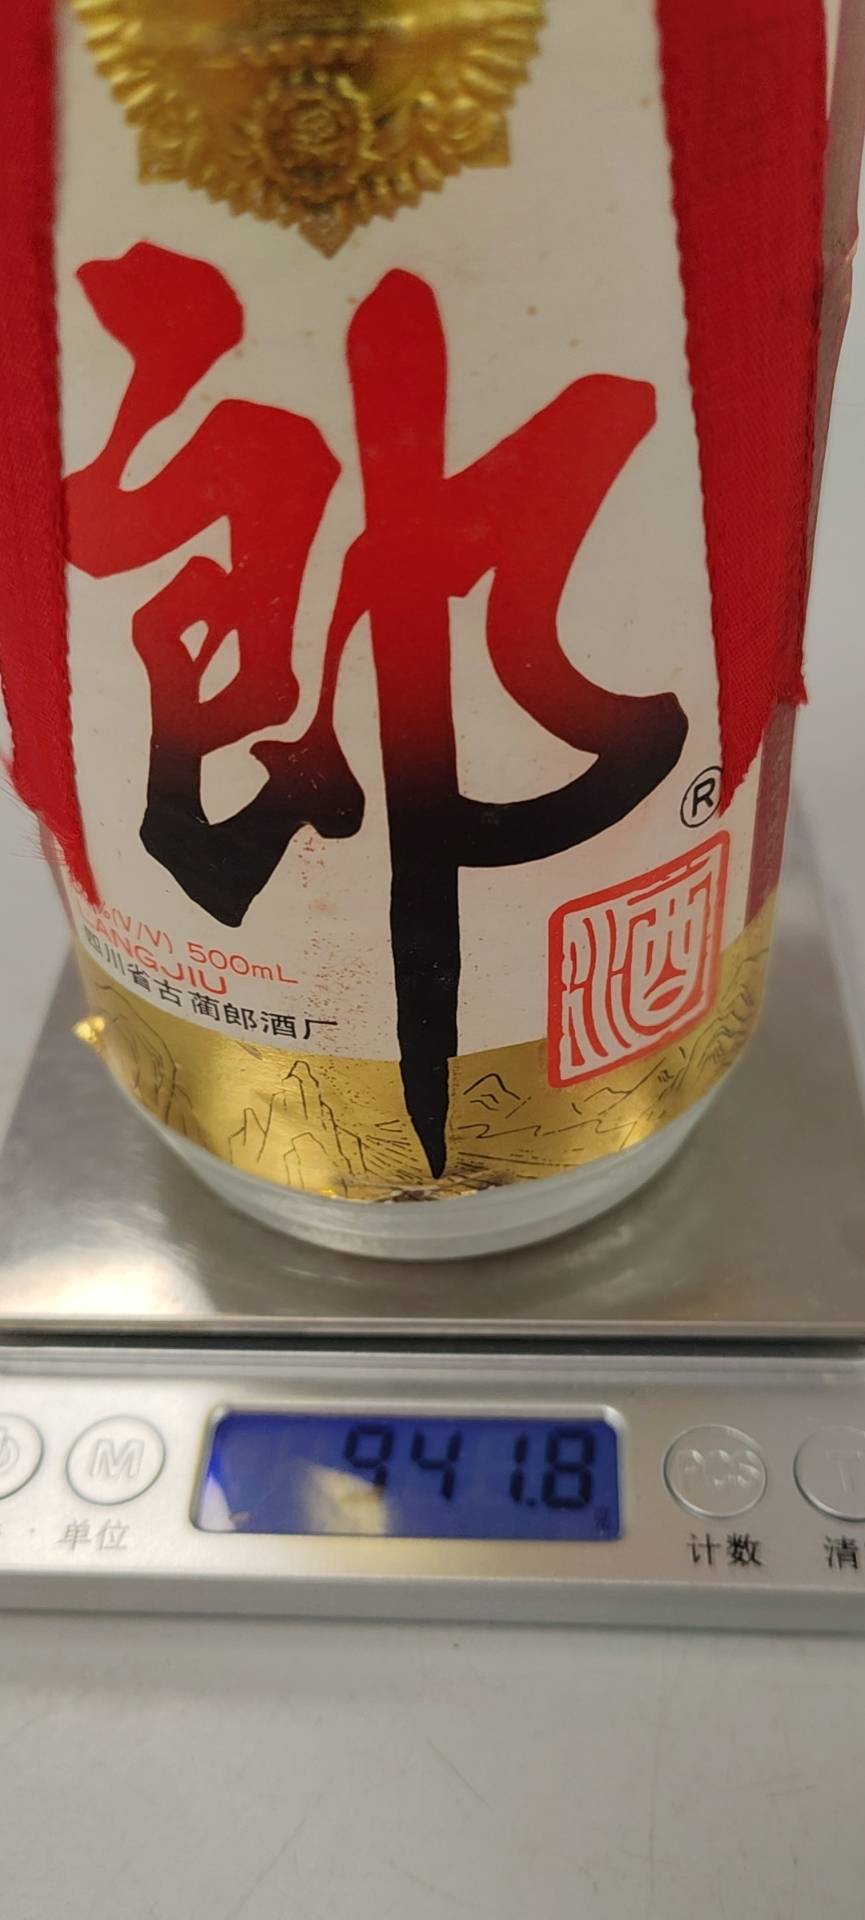 郎
®
酒
%(V/V) 500mL
LANGJIU
四川省古蔺郎酒厂
941.8
M
PCS
T
单位
计数
清